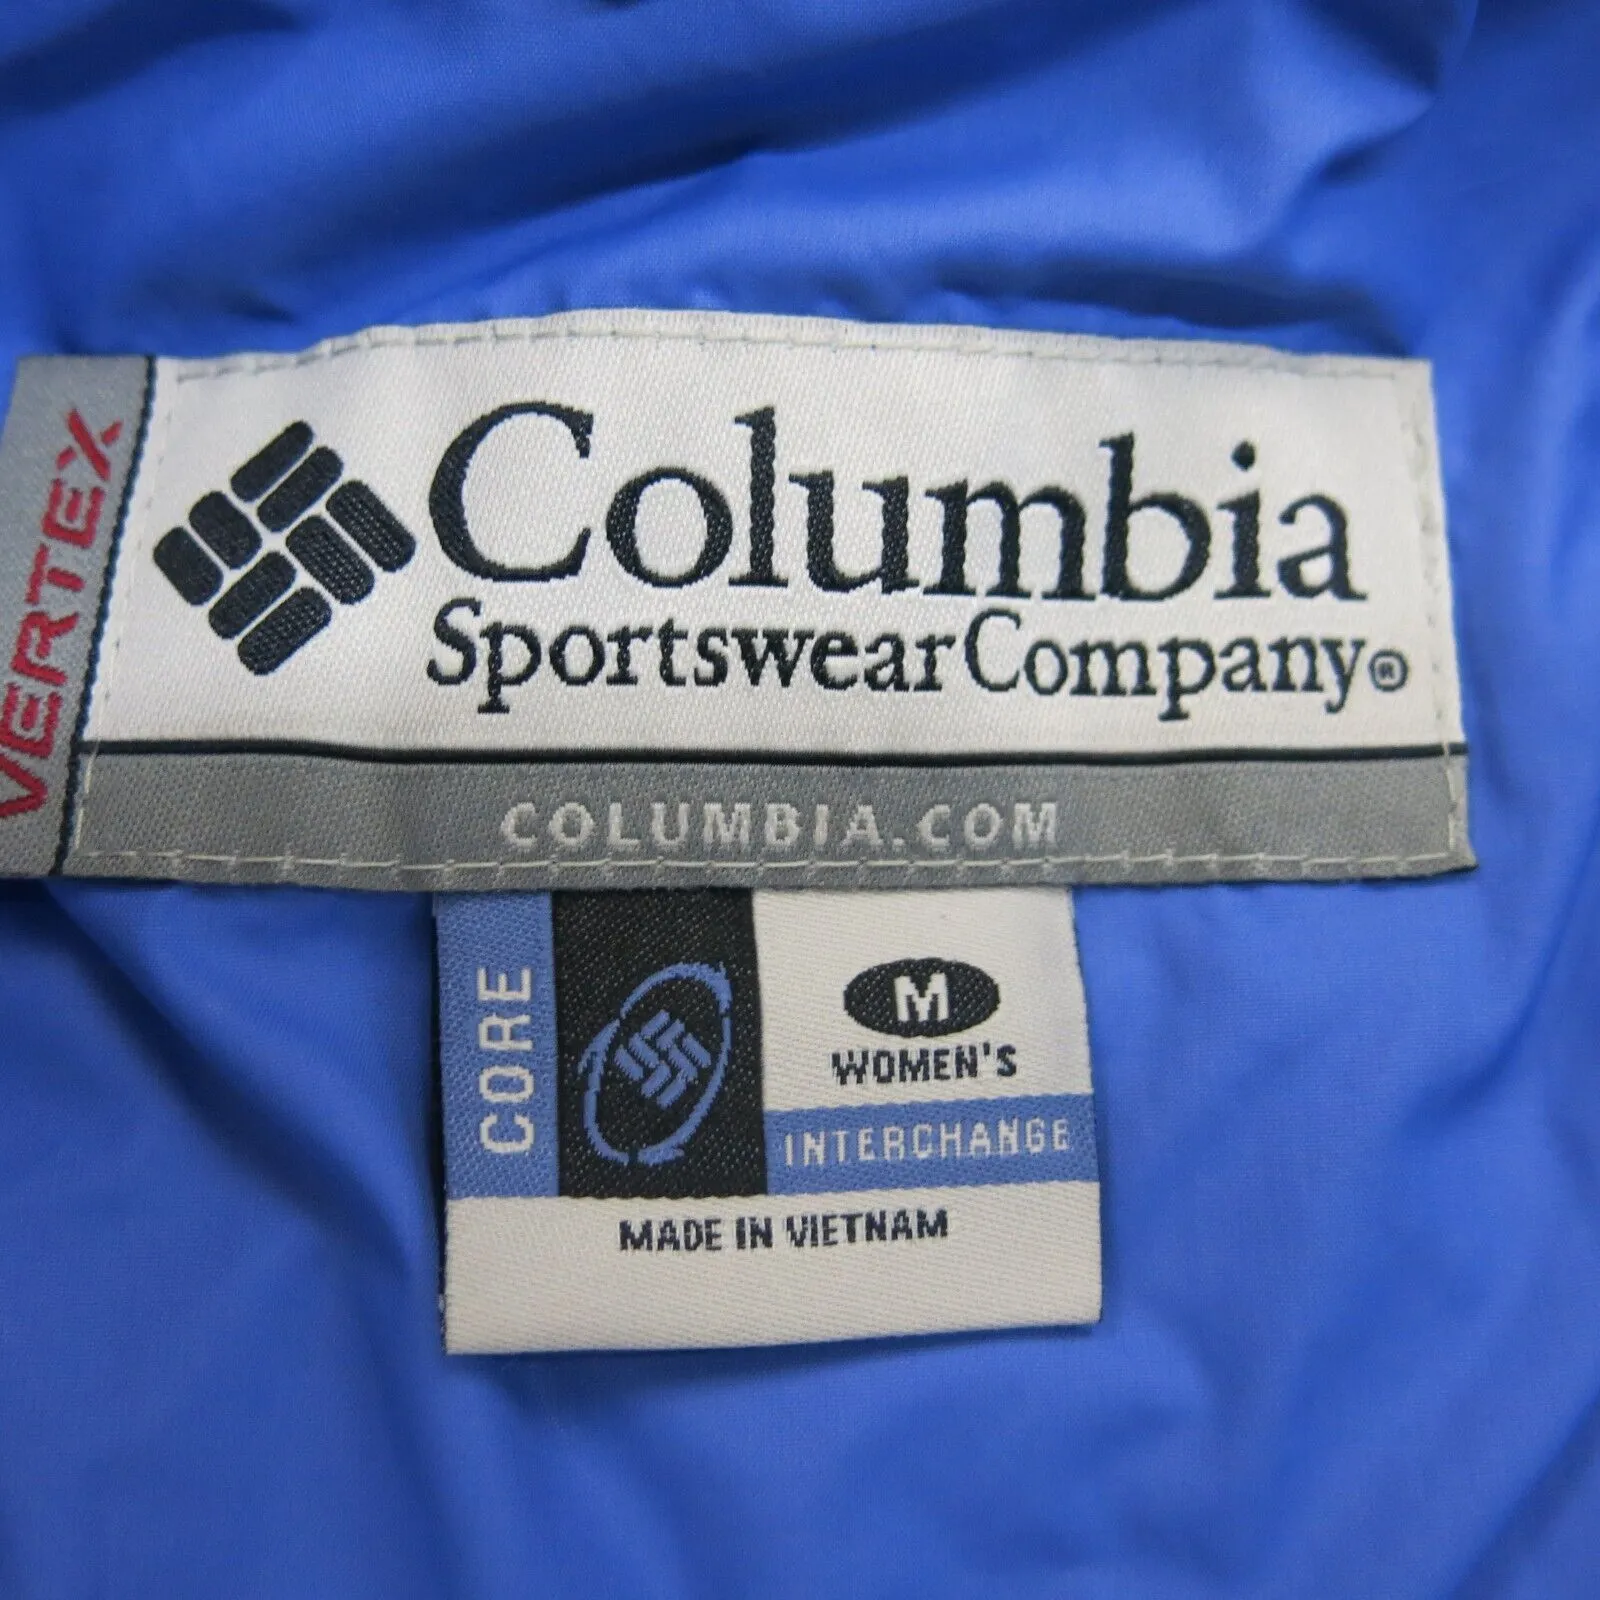 VERTEX
Columbia
Sportswear Company®
COLUMBIA.COM
CORE
M
WOMEN'S
INTERCHANGE
MADE IN VIETNAM